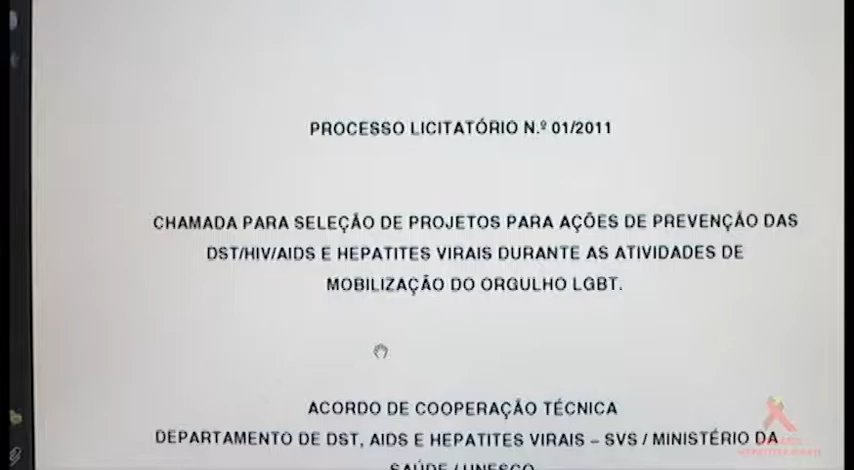 PROCESSO LICITATÓRIO N.º 01/2011
CHAMADA PARA SELEÇÃO DE PROJETOS PARA AÇÕES DE PREVENÇÃO DAS
DST/HIV/AIDS E HEPATITES VIRAIS DURANTE AS ATIVIDADES DE
MOBILIZAÇÃO DO ORGULHO LGBT.
ACORDO DE COOPERAÇÃO TÉCNICA
DEPARTAMENTO DE DST, AIDS E HEPATITES VIRAIS – SVS / MINISTÉRIO DA
SAÚDE / UNESCO